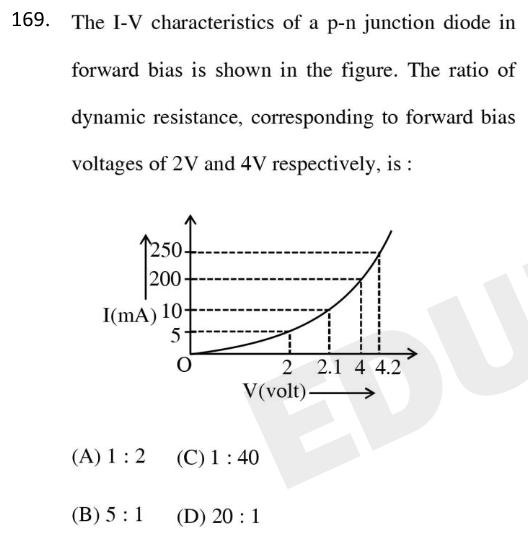 169. The I-V characteristics of a p-n junction diode in
forward bias is shown in the figure. The ratio of
dynamic resistance, corresponding to forward bias
voltages of 2V and 4V respectively, is :
250
200
I(mA) 10
5
O 2 2.1 4 4.2
V(volt)
(A) 1 : 2 (C) 1 : 40
(B) 5 : 1 (D) 20 : 1
EDU